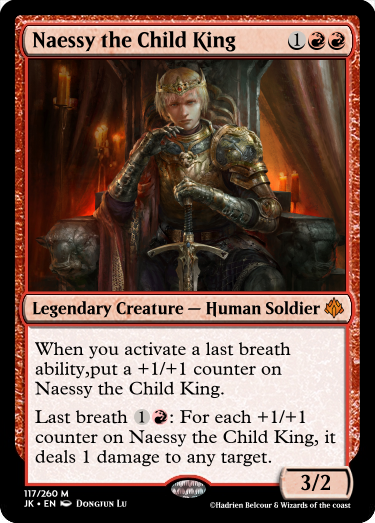 Naessy the Child King 1
Legendary Creature — Human Soldier
When you activate a last breath
ability,put a +1/+1 counter on
Naessy the Child King.
Last breath 1 : For each +1/+1
counter on Naessy the Child King, it
deals 1 damage to any target.
3/2
117/260 M
JK • EN Dongjun Lu
©Hadrien Belcour & Wizards of the coast